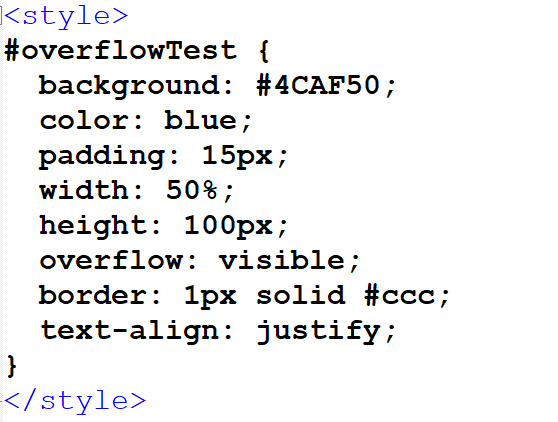 <style>
#overflowTest {
  background: #4CAF50;
  color: blue;
  padding: 15px;
  width: 50%;
  height: 100px;
  overflow: visible;
  border: 1px solid #ccc;
  text-align: justify;
}
</style>